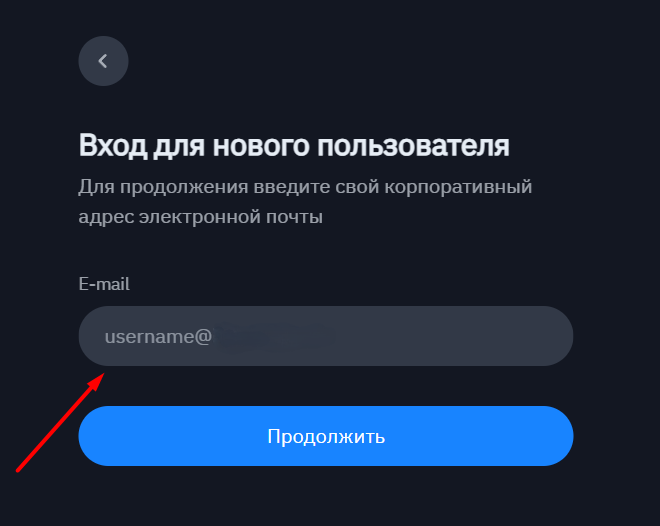 Вход для нового пользователя
Для продолжения введите свой корпоративный
адрес электронной почты
E-mail
username@
Продолжить